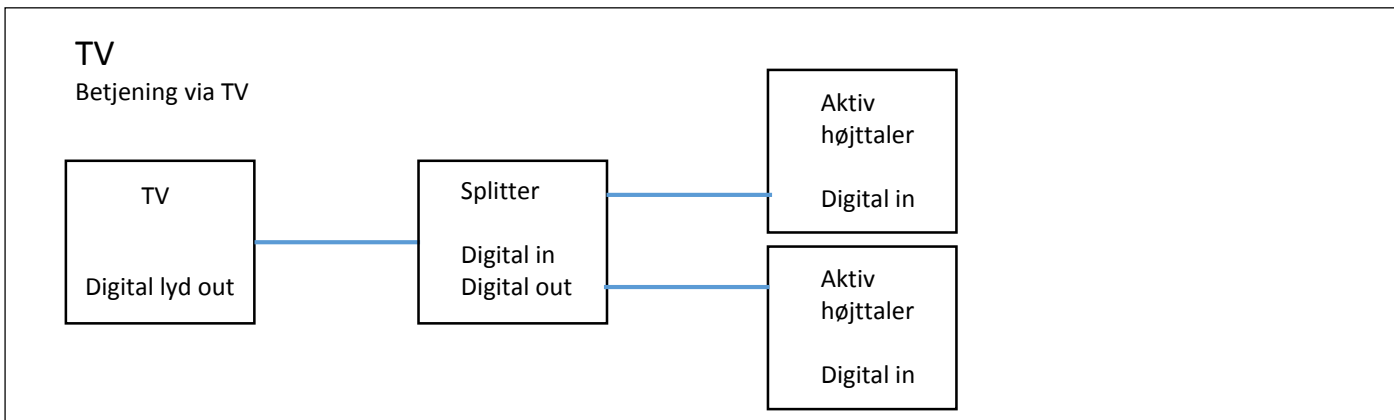 TV
Betjening via TV
TV
Digital lyd out
Splitter
Digital in
Digital out
Aktiv
højttaler
Digital in
Aktiv
højttaler
Digital in